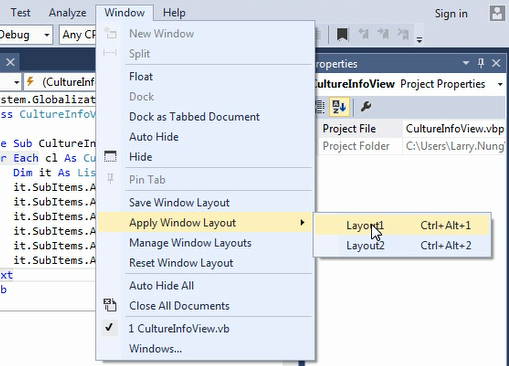 Test Analyze Window Help Sign in
Debug Any CP
New Window
Split
Float
Dock
Dock as Tabbed Document
Auto Hide
Hide
Pin Tab
Save Window Layout
Apply Window Layout
Manage Window Layouts
Reset Window Layout
Auto Hide All
Close All Documents
1 CultureInfoView.vb
Windows...
Layout1 Ctrl+Alt+1
Layout2 Ctrl+Alt+2
(CultureInfo
stem.Globalizat
ss CultureInfoV
e Sub CultureIn
r Each cl As Cu
Dim it As Lis
it.SubItems.A
it.SubItems.A
it.SubItems.A
it.SubItems.A
it.SubItems.A
xt
b
Properties
CultureInfoView Project Properties
Project File CultureInfoView.vbp
Project Folder C:\Users\Larry.Nung